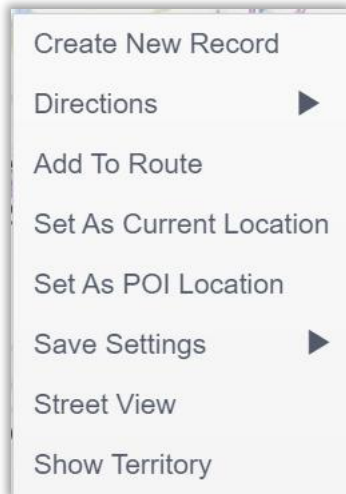 Create New Record
Directions
Add To Route
Set As Current Location
Set As POI Location
Save Settings
Street View
Show Territory